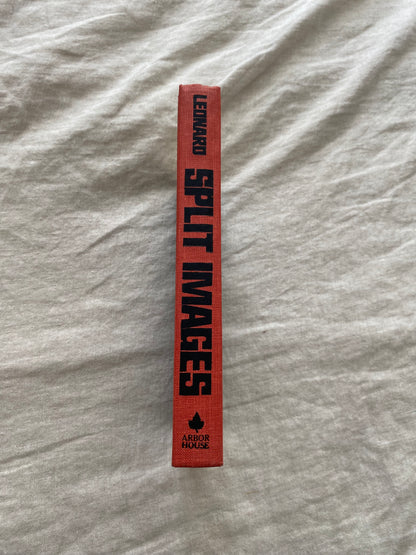 LEONARD
SPLIT IMAGES
ARBOR
HOUSE